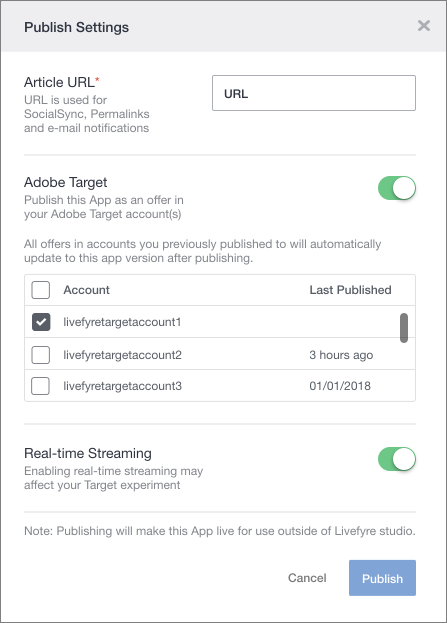 Publish Settings
Article URL*
URL is used for
SocialSync, Permalinks
and e-mail notifications
URL
Adobe Target
Publish this App as an offer in
your Adobe Target account(s)
All offers in accounts you previously published to will automatically
update to this app version after publishing.
Account Last Published
livefyretargetaccount1
livefyretargetaccount2 3 hours ago
livefyretargetaccount3 01/01/2018
Real-time Streaming
Enabling real-time streaming may
affect your Target experiment
Note: Publishing will make this App live for use outside of Livefyre studio.
Cancel Publish